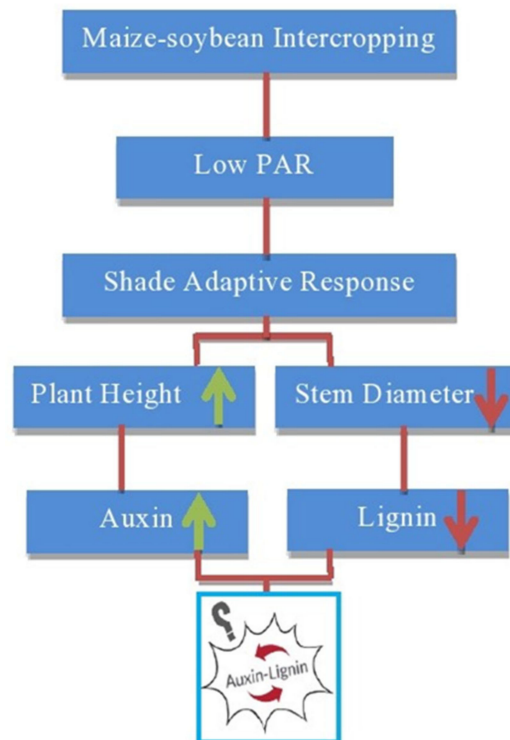 Maize-soybean Intercropping
Low PAR
Shade Adaptive Response
Plant Height
Stem Diameter
Auxin
Lignin
?
Auxin-Lignin